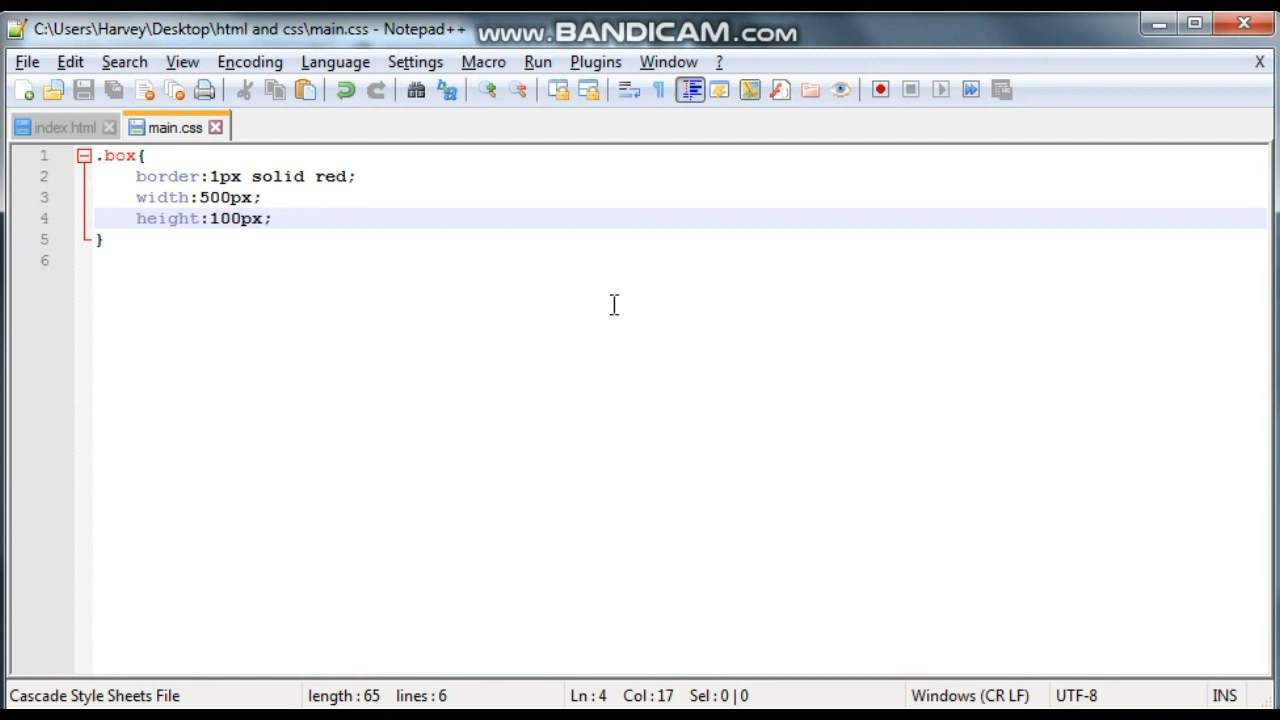 C:\Users\Harvey\Desktop\html and css\main.css - Notepad++
www.BANDICAM.com
File Edit Search View Encoding Language Settings Macro Run Plugins Window ? X
index.html main.css
1 .box{
2 border:1px solid red;
3 width:500px;
4 height:100px;
5 }
6
Cascade Style Sheets File length : 65 lines : 6 Ln : 4 Col : 17 Sel : 0 | 0 Windows (CR LF) UTF-8 INS